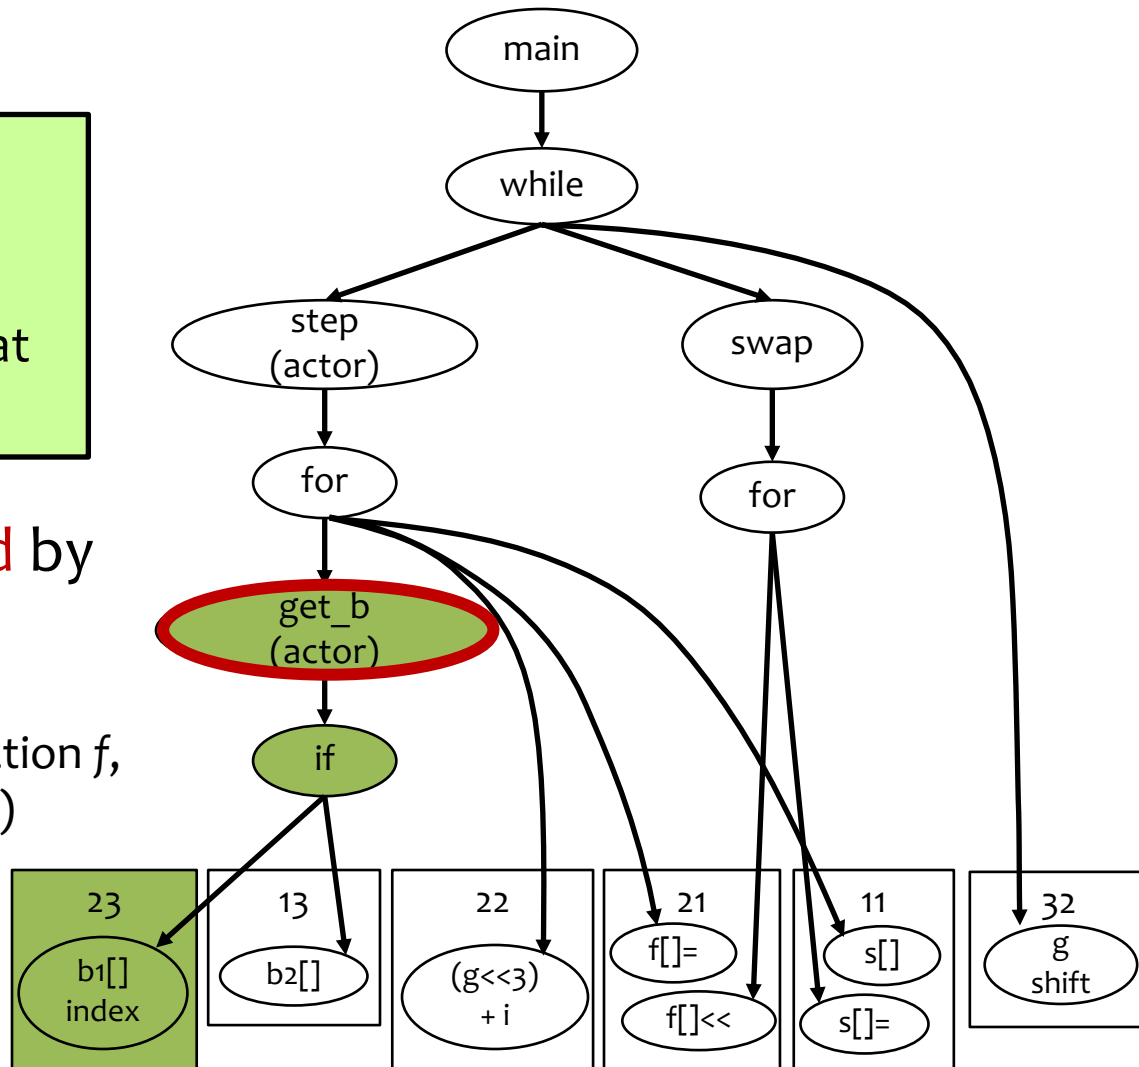 main
while
at
step
(actor)
swap
for
for
d by
get_b
(actor)
tion f,
if
)
23
13
22
21
11
32
b1[]
index
b2[]
(g<<3)
+ i
f[]=
f[]<<
s[]
s[]=
g
shift